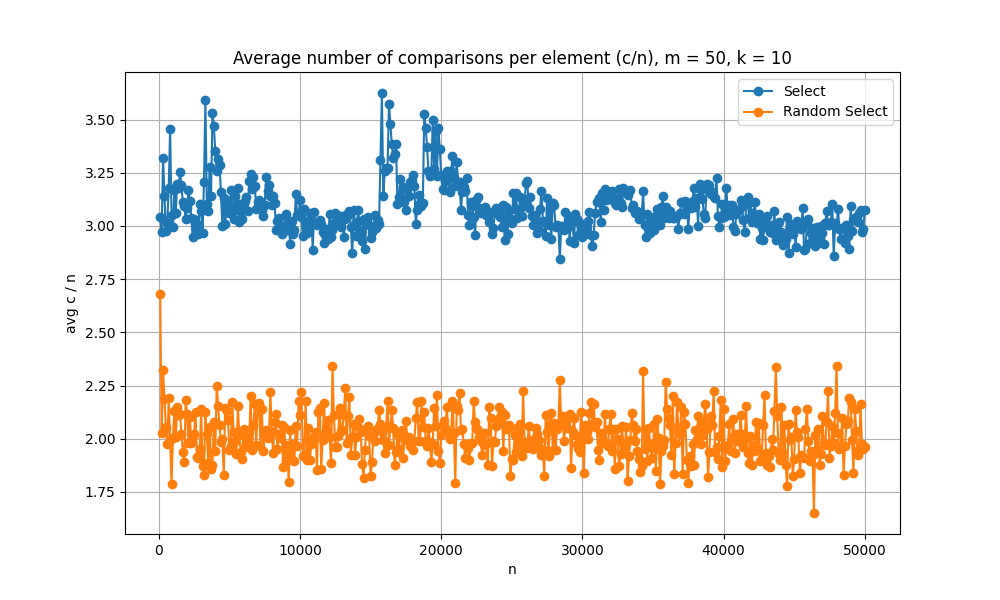 Average number of comparisons per element (c/n), m = 50, k = 10
Select
Random Select
avg c / n
3.50
3.25
3.00
2.75
2.50
2.25
2.00
1.75
0
10000
20000
30000
40000
50000
n